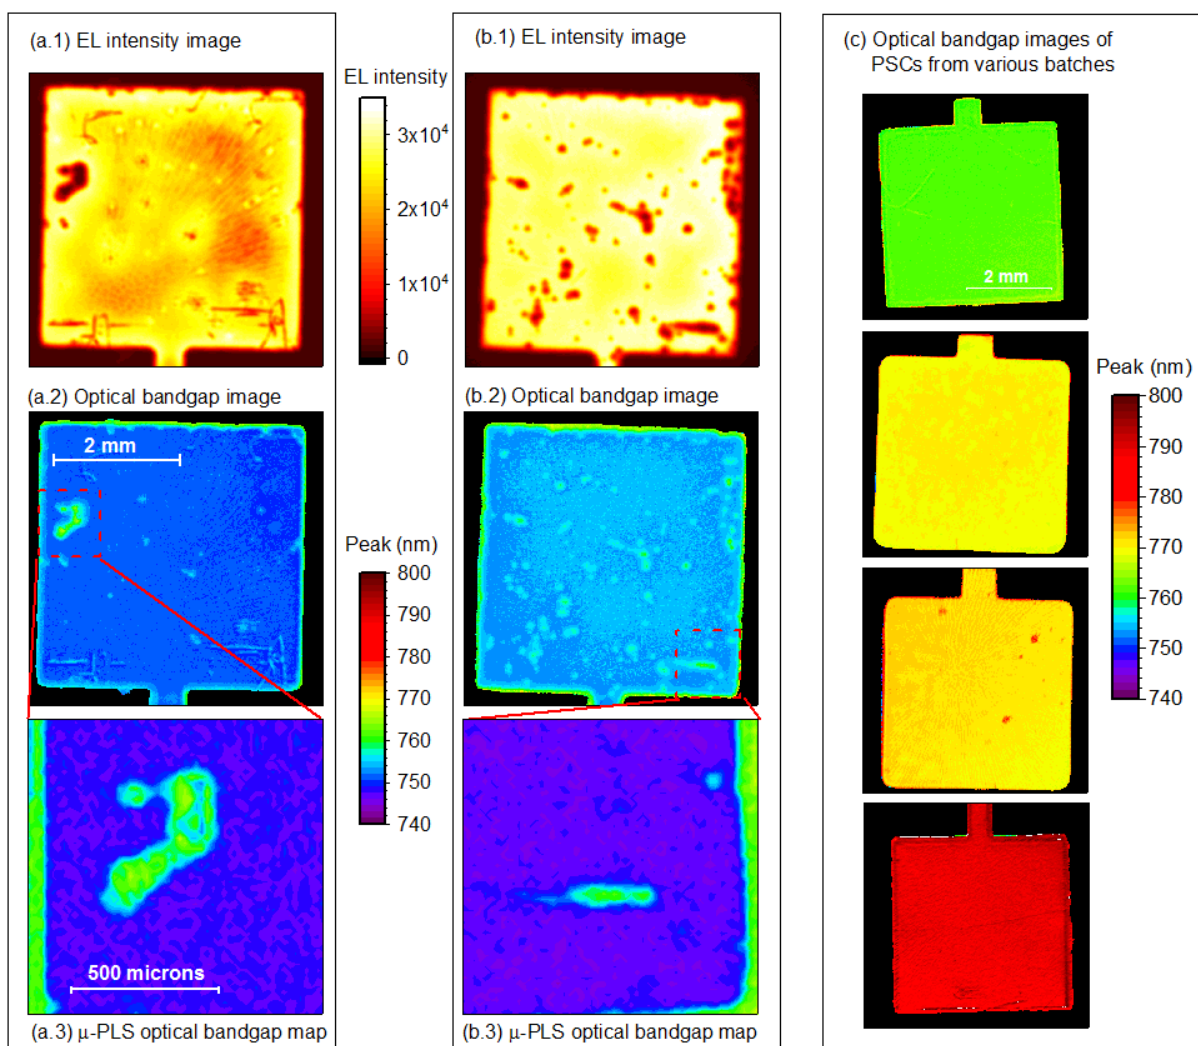 (a.1) EL intensity image
EL intensity
3x10⁴
2x10⁴
1x10⁴
0
(a.2) Optical bandgap image
2 mm
Peak (nm)
800
790
780
770
760
750
740
500 microns
(a.3) μ-PLS optical bandgap map
(b.1) EL intensity image
(b.2) Optical bandgap image
(b.3) μ-PLS optical bandgap map
(c) Optical bandgap images of
PSCs from various batches
2 mm
Peak (nm)
800
790
780
770
760
750
740